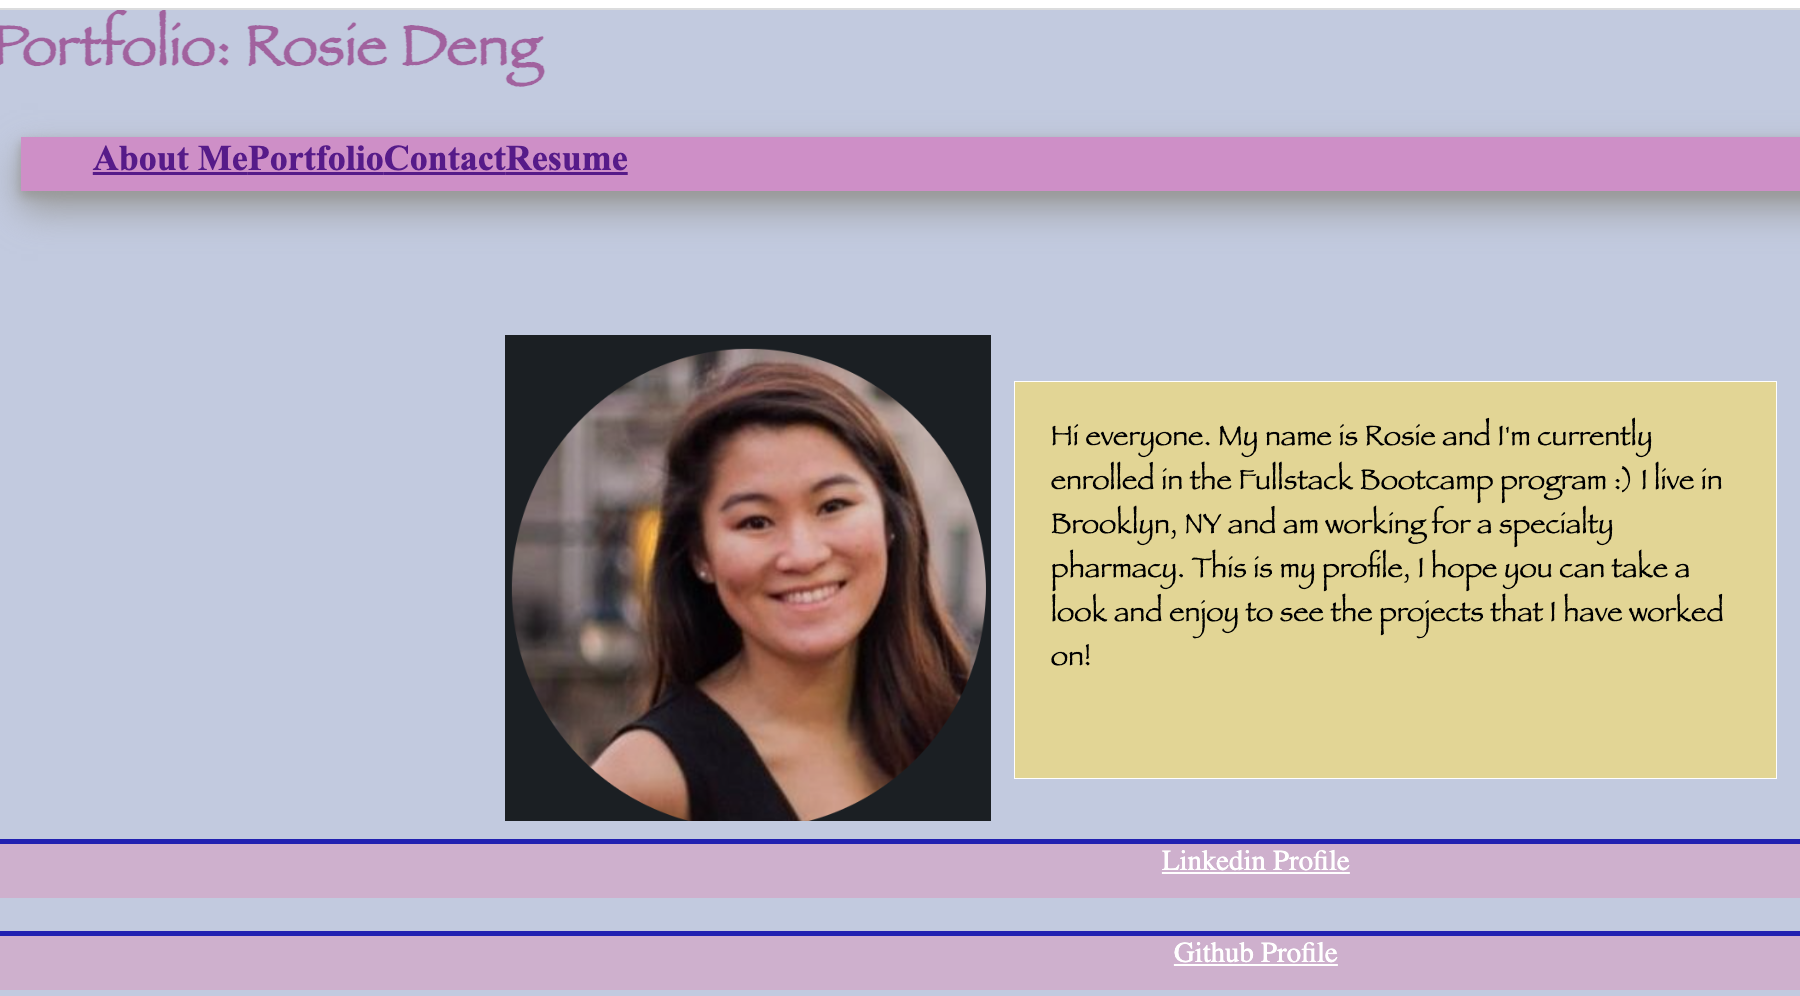 Portfolio: Rosie Deng
About MePortfolioContactResume
Hi everyone. My name is Rosie and I'm currently
enrolled in the Fullstack Bootcamp program :) I live in
Brooklyn, NY and am working for a specialty
pharmacy. This is my profile, I hope you can take a
look and enjoy to see the projects that I have worked
on!
Linkedin Profile
Github Profile